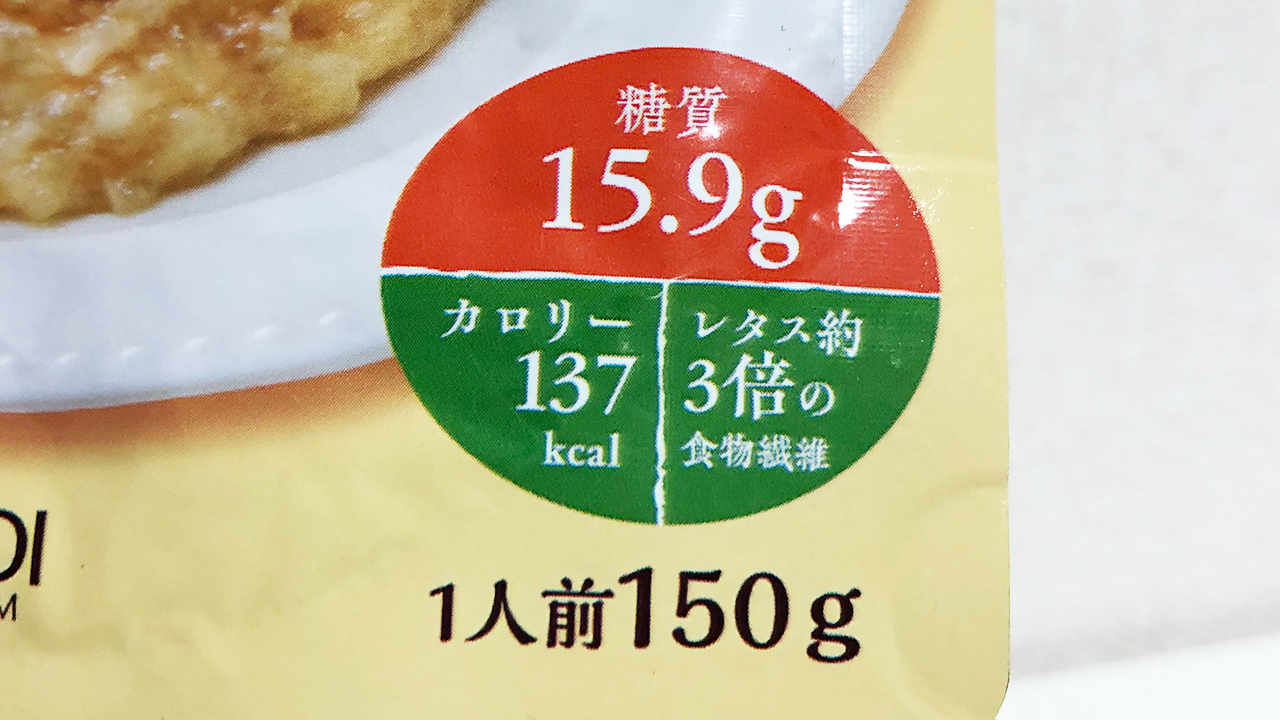 糖質
15.9g
カロリー
137
kcal
レタス約
3倍の
食物繊維
1人前150g